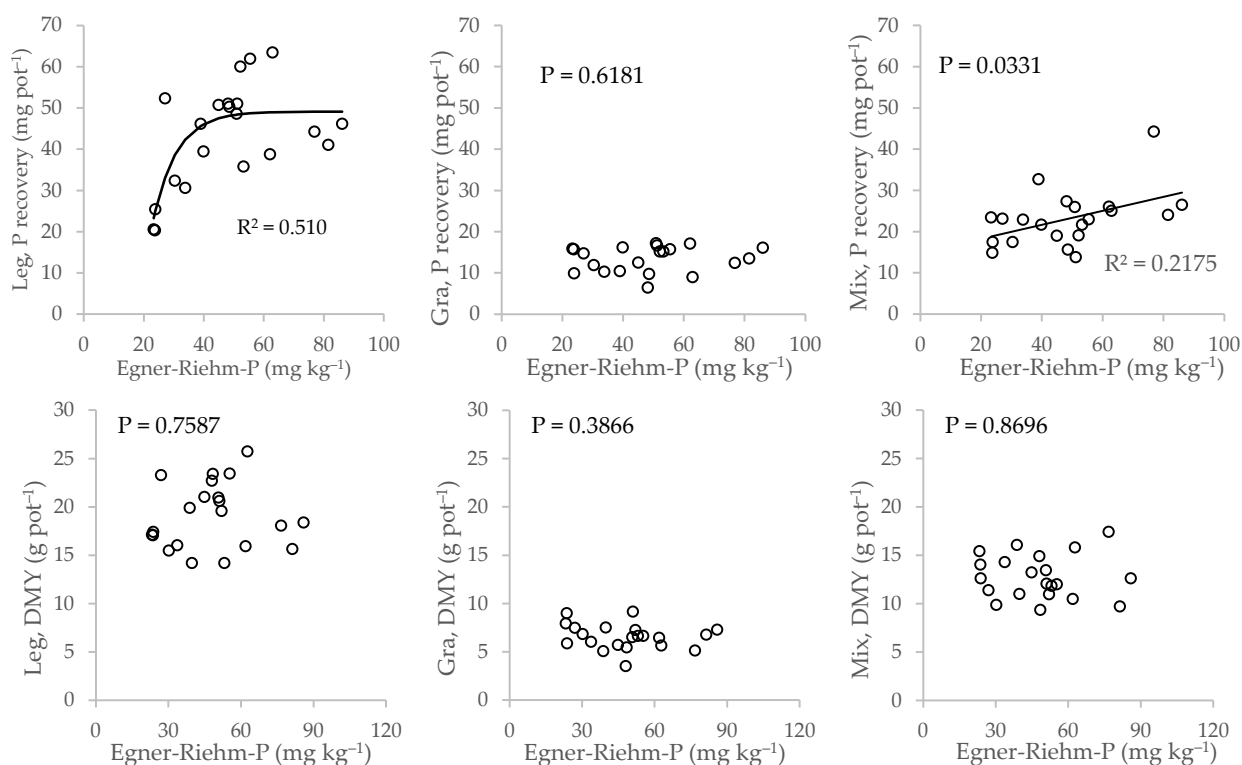 Leg, P recovery (mg pot⁻¹)
70
60
50
40
30
20
10
0
R² = 0.510
0 20 40 60 80 100
Egner-Riehm-P (mg kg⁻¹)
Gra, P recovery (mg pot⁻¹)
70
60
50
40
30
20
10
0
P = 0.6181
0 20 40 60 80 100
Egner-Riehm-P (mg kg⁻¹)
Mix, P recovery (mg pot⁻¹)
70
60
50
40
30
20
10
0
P = 0.0331
R² = 0.2175
0 20 40 60 80 100
Egner-Riehm-P (mg kg⁻¹)
Leg, DMY (g pot⁻¹)
30
25
20
15
10
5
0
P = 0.7587
0 30 60 90 120
Egner-Riehm-P (mg kg⁻¹)
Gra, DMY (g pot⁻¹)
30
25
20
15
10
5
0
P = 0.3866
0 30 60 90 120
Egner-Riehm-P (mg kg⁻¹)
Mix, DMY (g pot⁻¹)
30
25
20
15
10
5
0
P = 0.8696
0 30 60 90 120
Egner-Riehm-P (mg kg⁻¹)